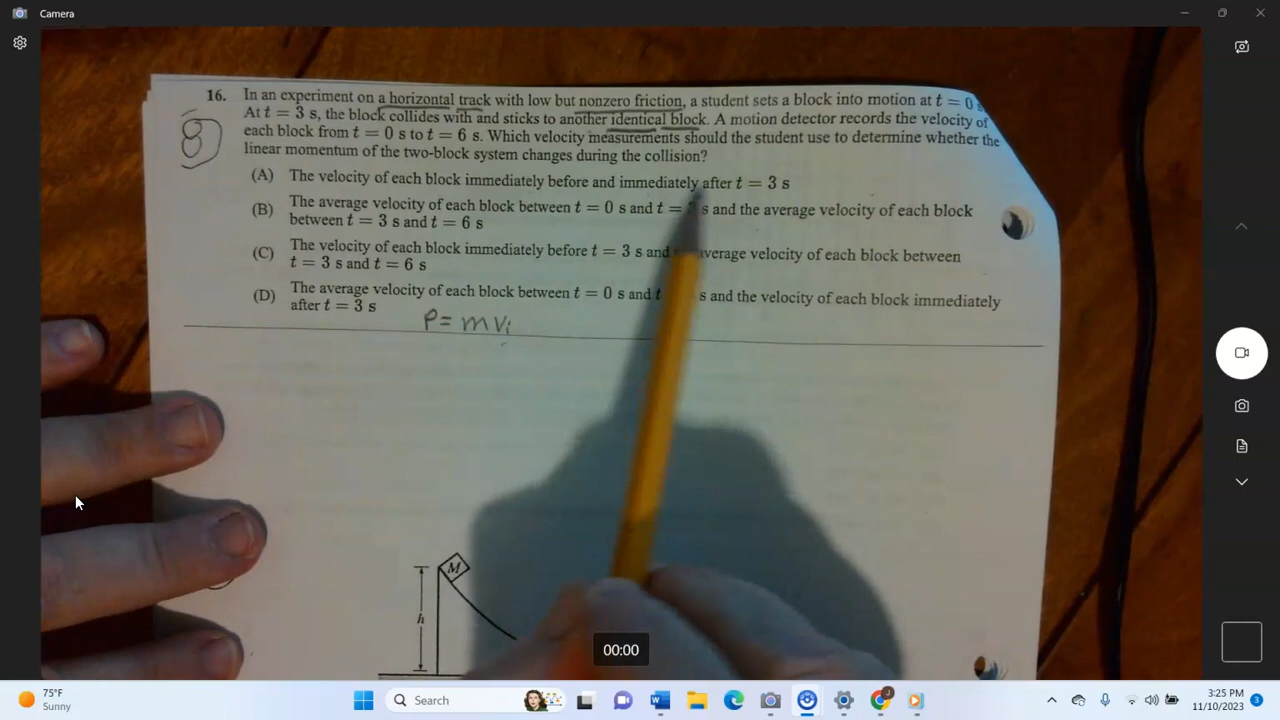 Camera
16. In an experiment on a horizontal track with low but nonzero friction, a student sets a block into motion at t = 0
At t = 3 s, the block collides with and sticks to another identical block. A motion detector records the velocity of
each block from t = 0 s to t = 6 s. Which velocity measurements should the student use to determine whether the
linear momentum of the two-block system changes during the collision?
8
(A) The velocity of each block immediately before and immediately after t = 3 s
(B) The average velocity of each block between t = 0 s and t = s and the average velocity of each block
between t = 3 s and t = 6 s
(C) The velocity of each block immediately before t = 3 s and average velocity of each block between
t = 3 s and t = 6 s
(D) The average velocity of each block between t = 0 s and t s and the velocity of each block immediately
after t = 3 s
P = mv
M
h
00:00
75°F
Sunny
Search
3:25 PM
11/10/2023
3